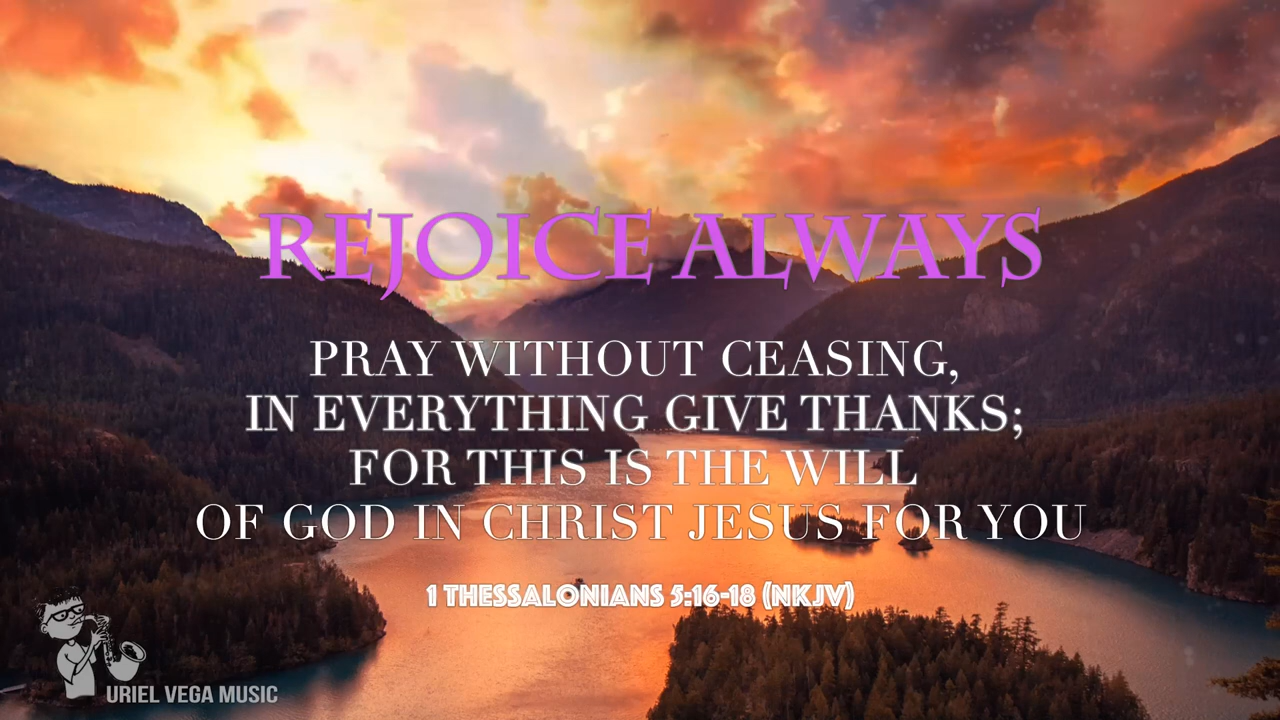 REJOICE ALWAYS
PRAY WITHOUT CEASING,
IN EVERYTHING GIVE THANKS;
FOR THIS IS THE WILL
OF GOD IN CHRIST JESUS FOR YOU
1 THESSALONIANS 5:16-18 (NKJV)
URIEL VEGA MUSIC